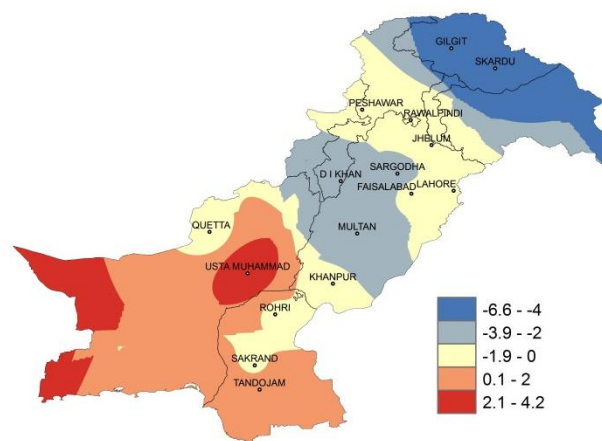 GILGIT
SKARDU
PESHAWAR
RAWALPINDI
JHELUM
SARGODHA
D I KHAN
FAISALABAD
LAHORE
QUETTA
MULTAN
USTA MUHAMMAD
KHANPUR
ROHRI
SAKRAND
TANDOJAM
-6.6 - -4
-3.9 - -2
-1.9 - 0
0.1 - 2
2.1 - 4.2